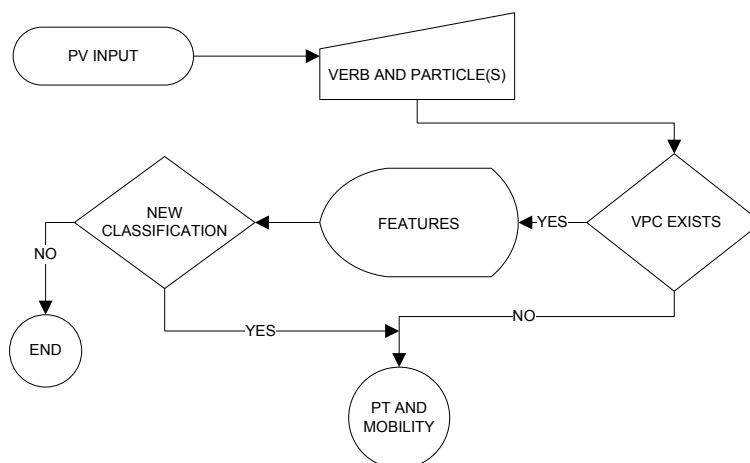 PV INPUT
VERB AND PARTICLE(S)
NEW
CLASSIFICATION
FEATURES
YES
VPC EXISTS
NO
END
YES
NO
PT AND
MOBILITY